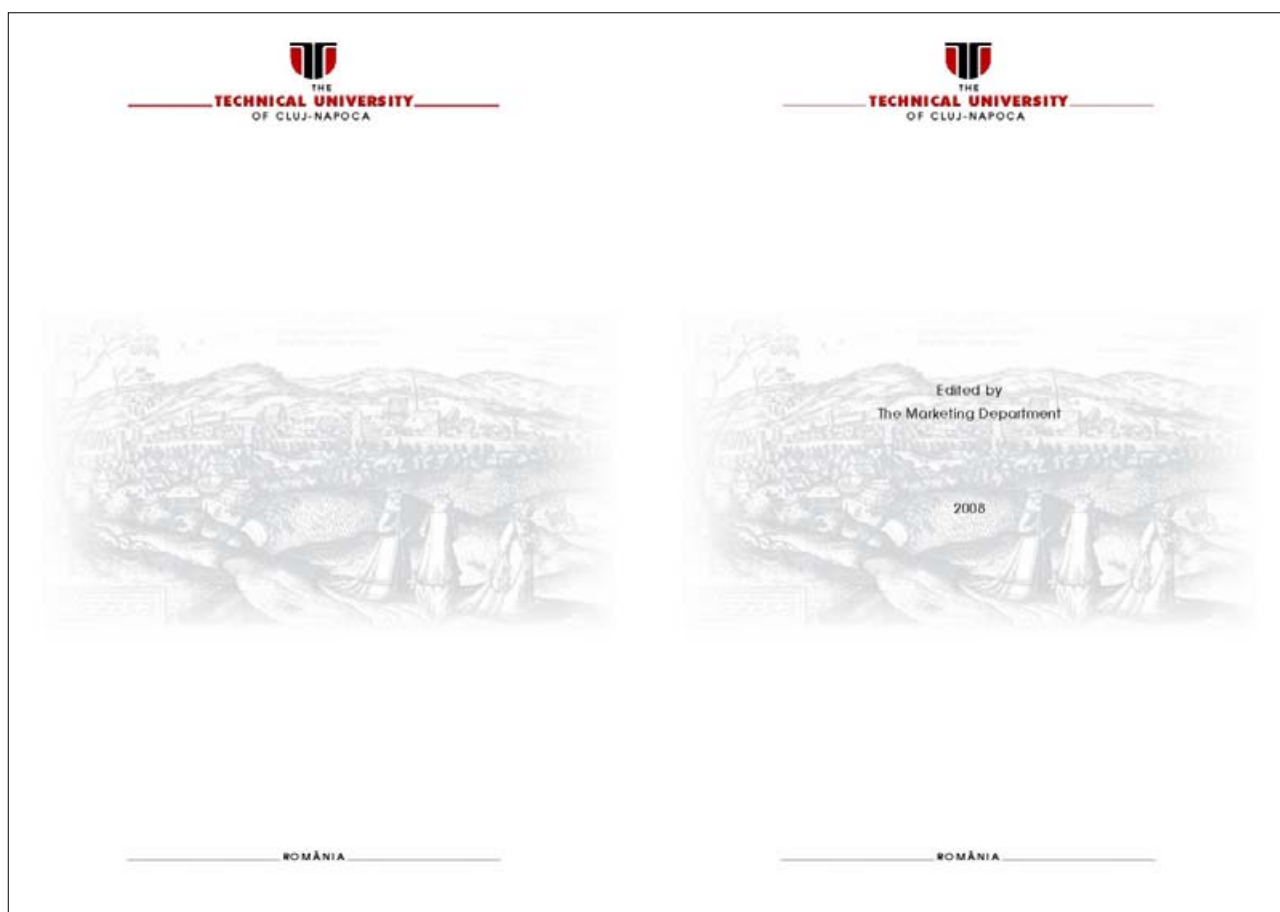 THE
TECHNICAL UNIVERSITY
OF CLUJ-NAPOCA
ROMÂNIA
THE
TECHNICAL UNIVERSITY
OF CLUJ-NAPOCA
Edited by
The Marketing Department
2008
ROMÂNIA